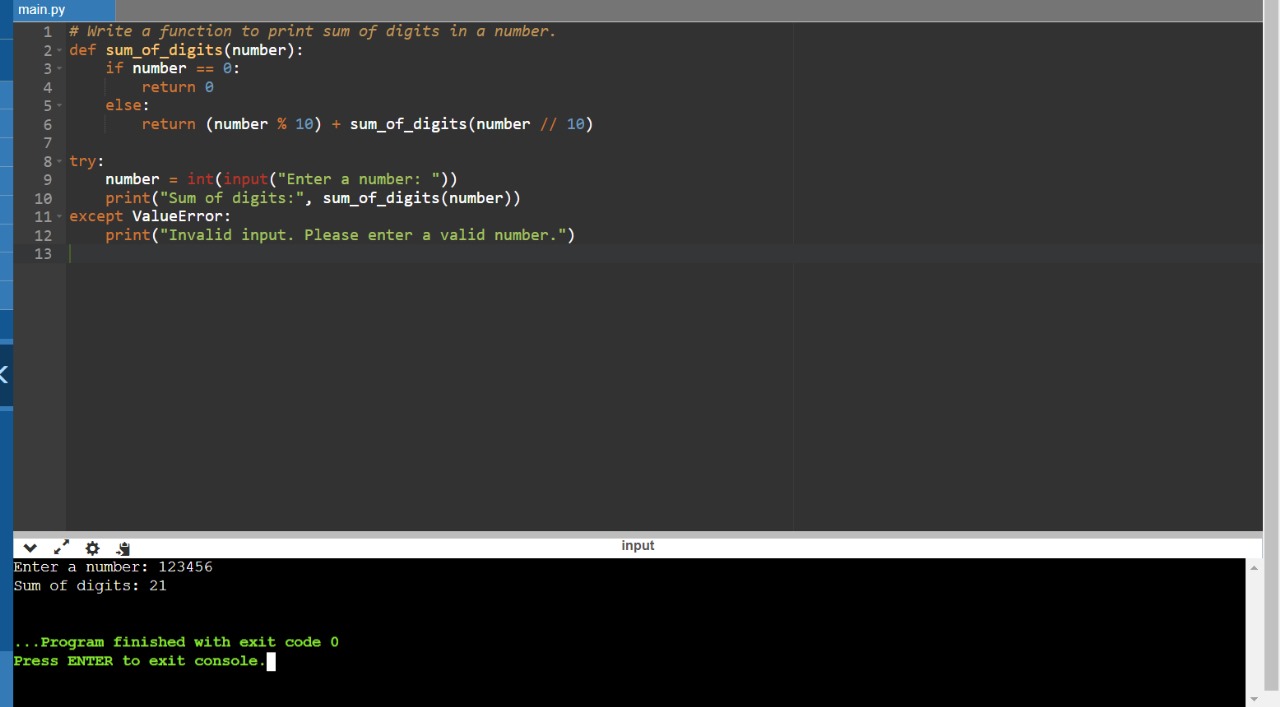 main.py
1 # Write a function to print sum of digits in a number.
2 def sum_of_digits(number):
3     if number == 0:
4         return 0
5     else:
6         return (number % 10) + sum_of_digits(number // 10)
7
8 try:
9     number = int(input("Enter a number: "))
10     print("Sum of digits:", sum_of_digits(number))
11 except ValueError:
12     print("Invalid input. Please enter a valid number.")
13
input
Enter a number: 123456
Sum of digits: 21
...Program finished with exit code 0
Press ENTER to exit console.